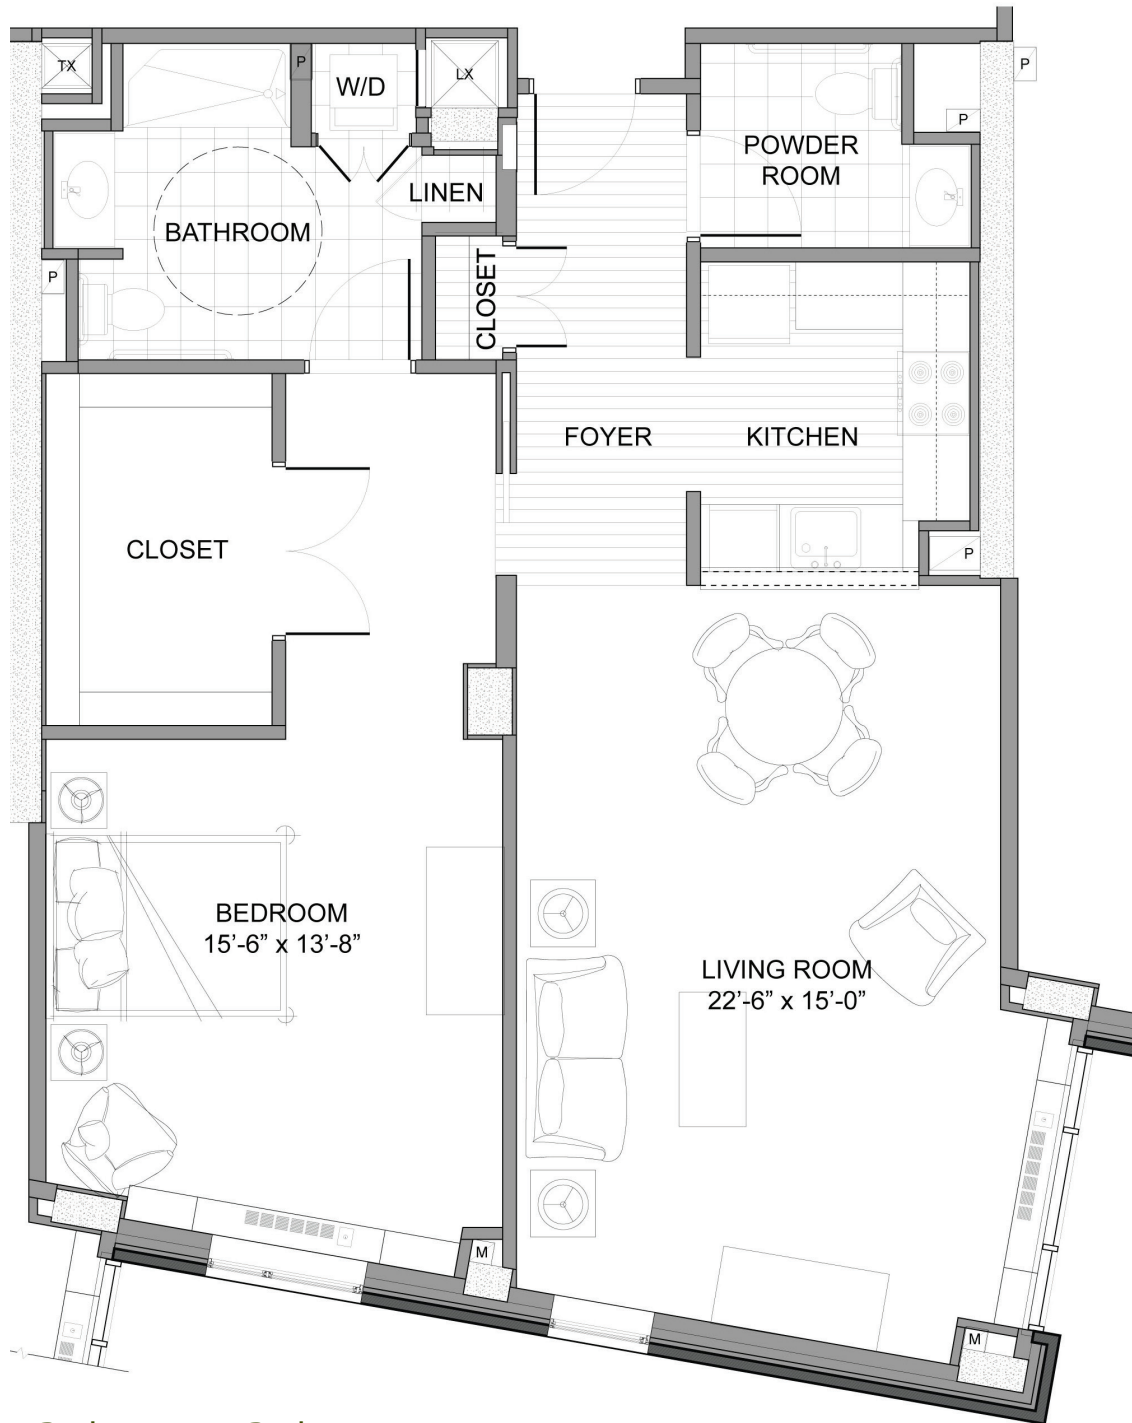 TX
P
W/D
LX
P
P
POWDER
ROOM
LINEN
BATHROOM
P
CLOSET
FOYER
KITCHEN
CLOSET
P
BEDROOM
15’-6” x 13’-8”
LIVING ROOM
22’-6” x 15’-0”
M
M